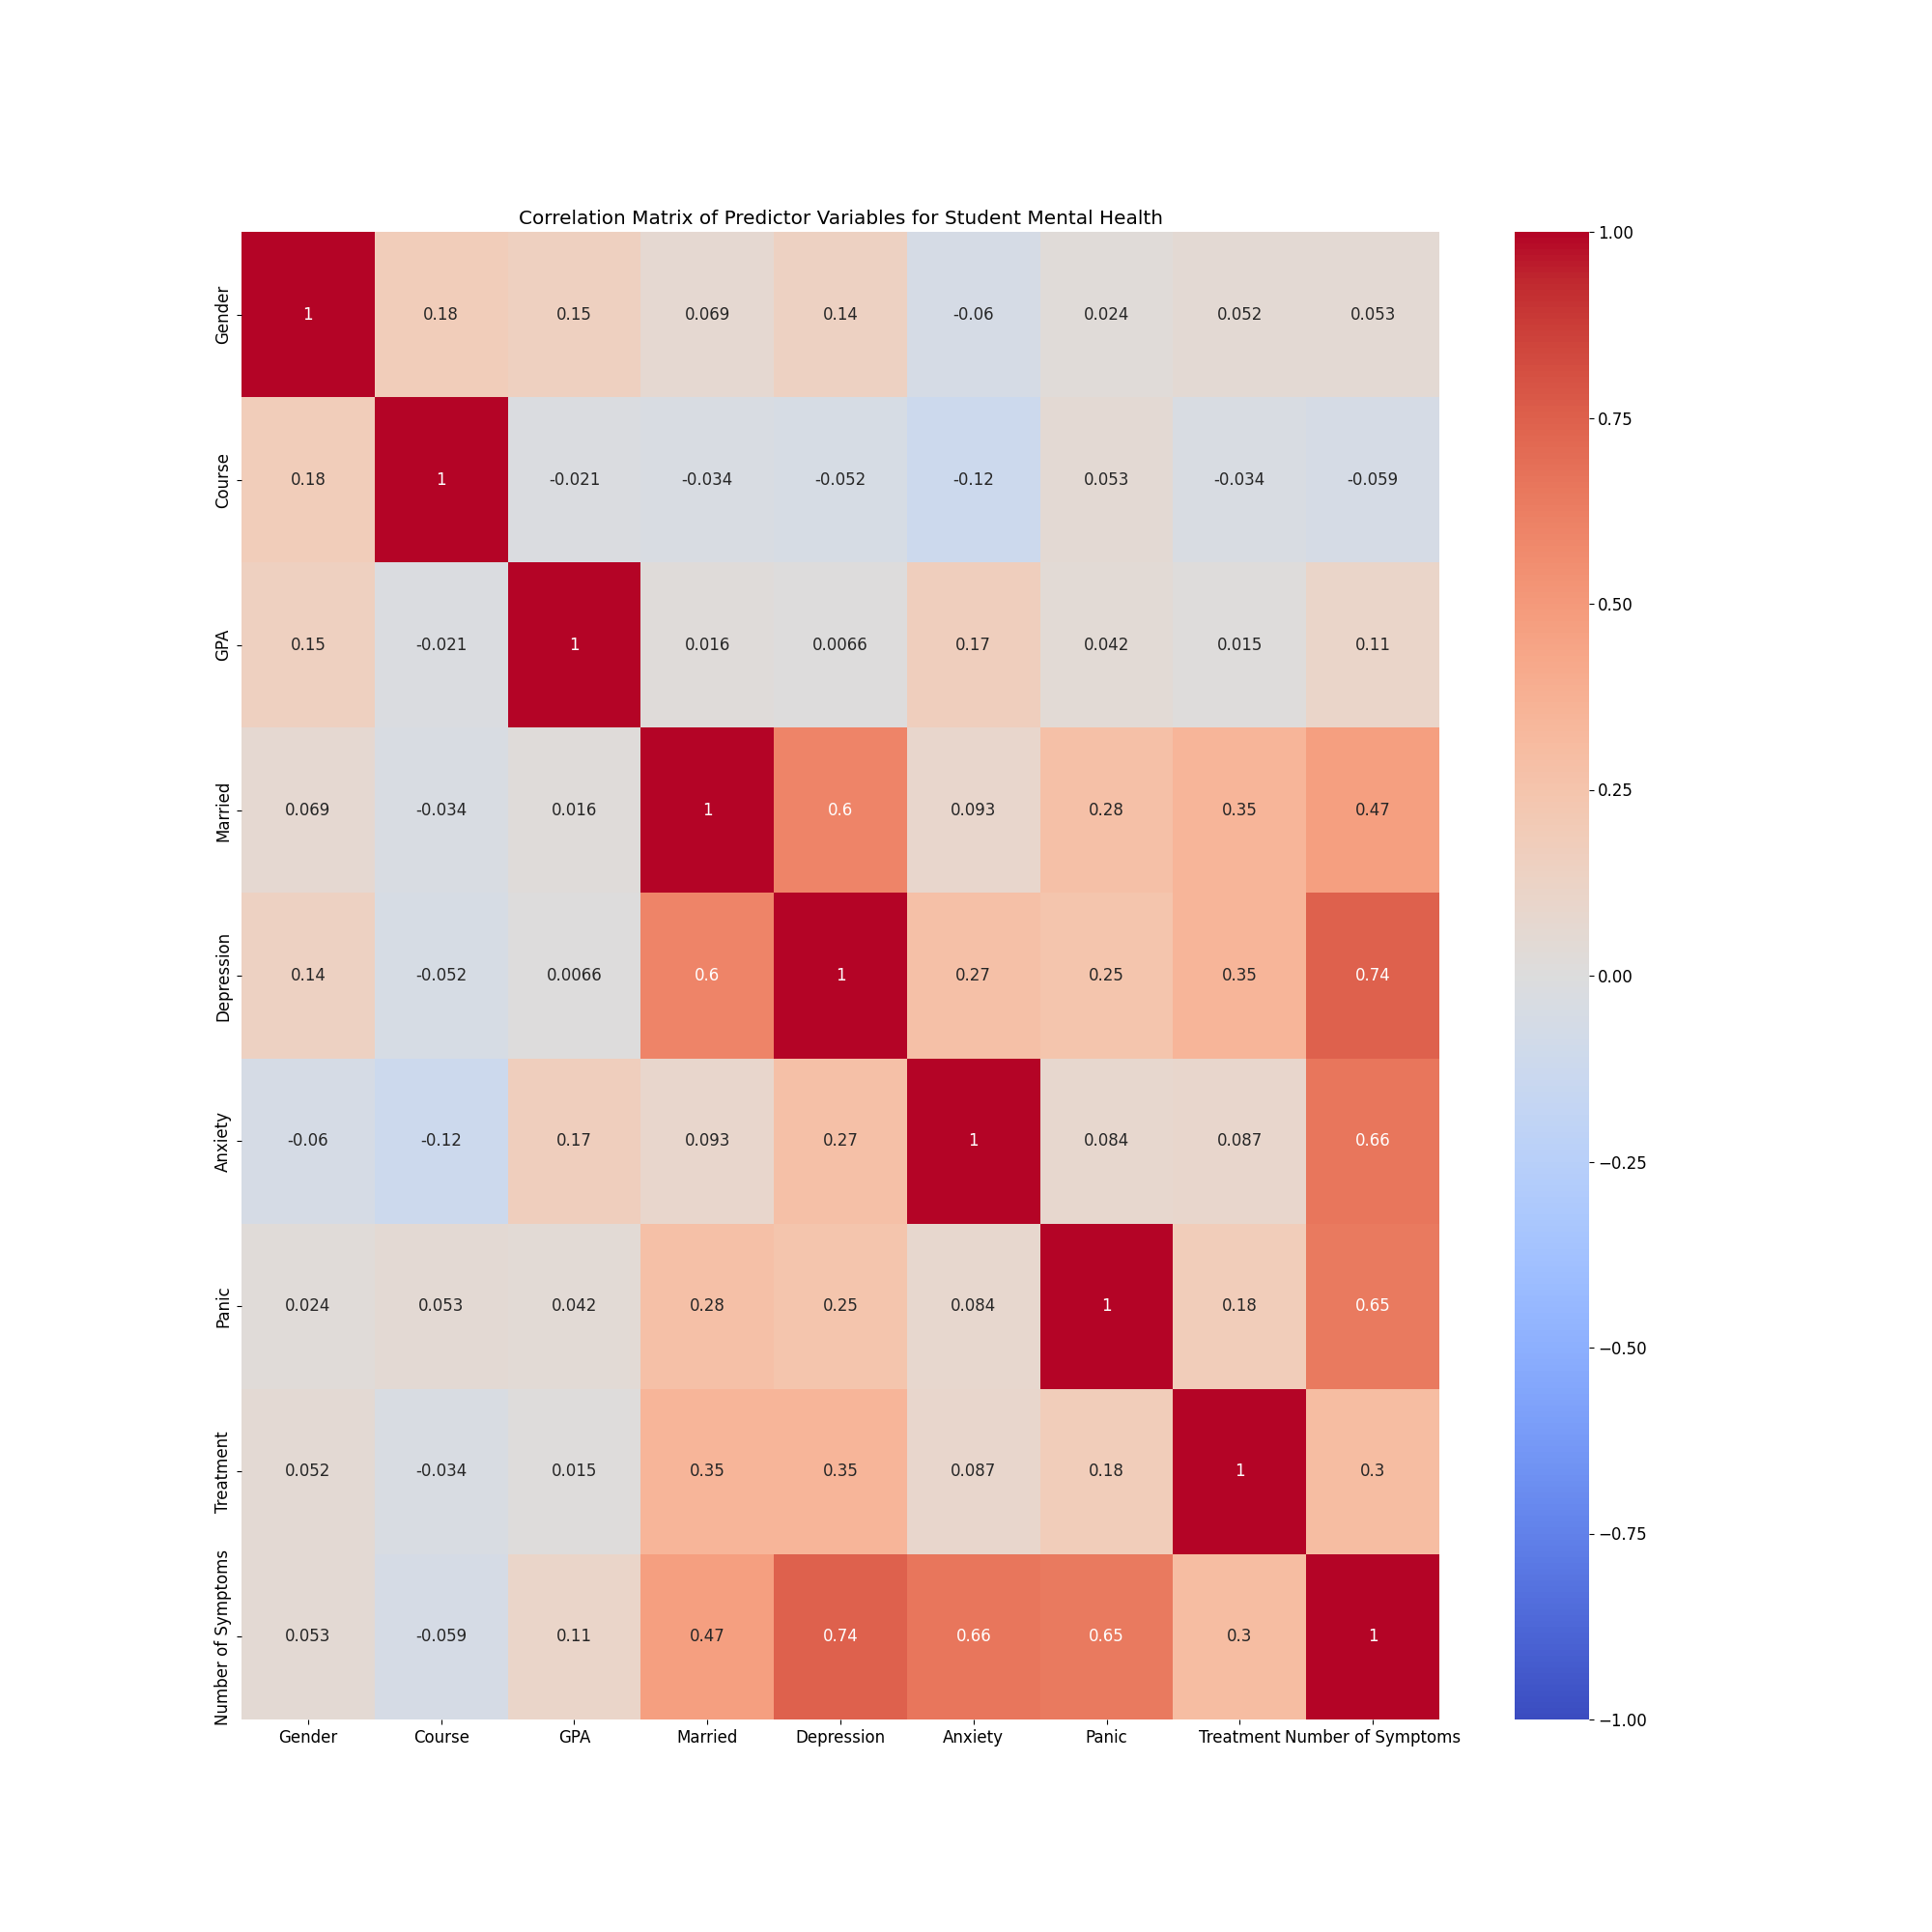 Correlation Matrix of Predictor Variables for Student Mental Health
Gender 1 0.18 0.15 0.069 0.14 -0.06 0.024 0.052 0.053
Course 0.18 1 -0.021 -0.034 -0.052 -0.12 0.053 -0.034 -0.059
GPA 0.15 -0.021 1 0.016 0.0066 0.17 0.042 0.015 0.11
Married 0.069 -0.034 0.016 1 0.6 0.093 0.28 0.35 0.47
Depression 0.14 -0.052 0.0066 0.6 1 0.27 0.25 0.35 0.74
Anxiety -0.06 -0.12 0.17 0.093 0.27 1 0.084 0.087 0.66
Panic 0.024 0.053 0.042 0.28 0.25 0.084 1 0.18 0.65
Treatment 0.052 -0.034 0.015 0.35 0.35 0.087 0.18 1 0.3
Number of Symptoms 0.053 -0.059 0.11 0.47 0.74 0.66 0.65 0.3 1
Gender Course GPA Married Depression Anxiety Panic Treatment Number of Symptoms
1.00
0.75
0.50
0.25
0.00
−0.25
−0.50
−0.75
−1.00